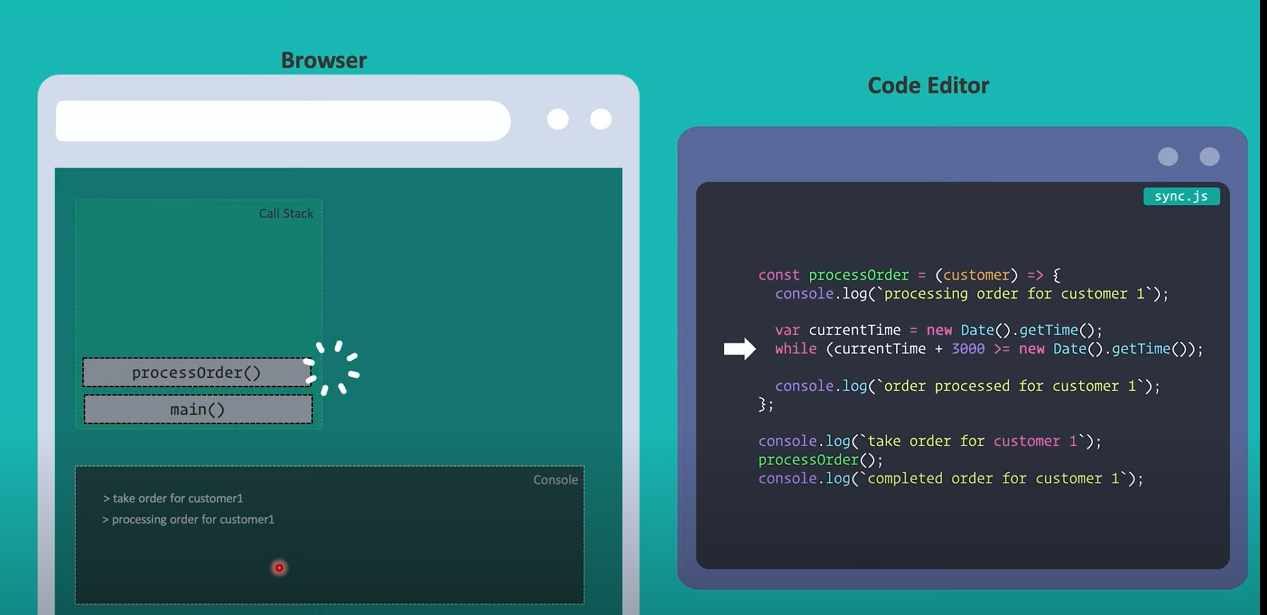 Browser
Call Stack
processOrder()
main()
Console
> take order for customer1
> processing order for customer1
Code Editor
sync.js
const processOrder = (customer) => {
console.log(`processing order for customer 1`);
var currentTime = new Date().getTime();
while (currentTime + 3000 >= new Date().getTime());
console.log(`order processed for customer 1`);
};
console.log(`take order for customer 1`);
processOrder();
console.log(`completed order for customer 1`);